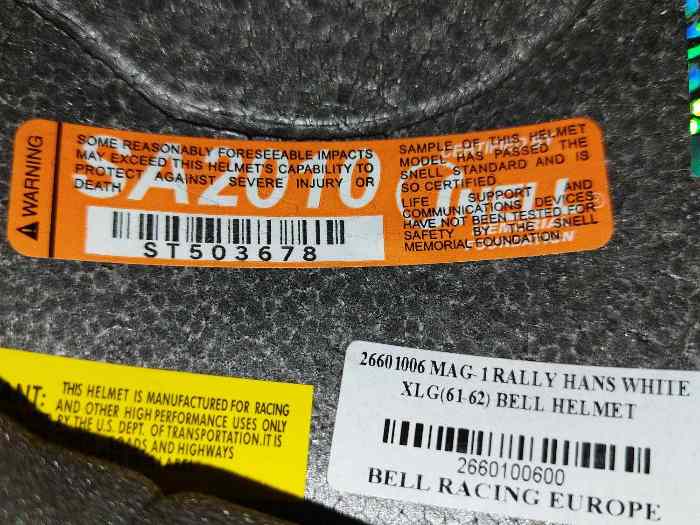 WARNING
SOME REASONABLY FORESEEABLE IMPACTS
MAY EXCEED THIS HELMET'S CAPABILITY TO
PROTECT AGAINST SEVERE INJURY OR
DEATH
SA2010
ST503678
SAMPLE OF THIS HELMET
MODEL HAS PASSED THE
SNELL STANDARD AND IS
SO CERTIFIED
LIFE SUPPORT AND
COMMUNICATIONS DEVICES
HAVE NOT BEEN TESTED FOR
SAFETY BY THE SNELL
MEMORIAL FOUNDATION
THIS HELMET IS MANUFACTURED FOR RACING
AND OTHER HIGH PERFORMANCE USES ONLY
BY THE U.S. DEPT. OF TRANSPORTATION.IT IS
ROADS AND HIGHWAYS
26601006 MAG-1 RALLY HANS WHITE
XLG(61-62) BELL HELMET
2660100600
BELL RACING EUROPE